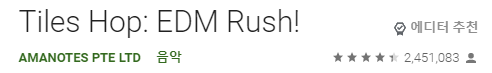 Tiles Hop: EDM Rush!
에디터 추천
AMANOTES PTE LTD 음악
2,451,083